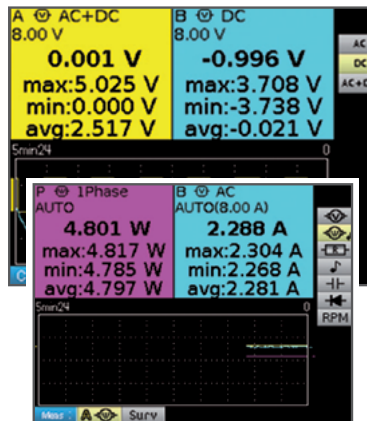 A AC+DC
8.00 V
0.001 V
max:5.025 V
min:0.000 V
avg:2.517 V
B DC
8.00 V
-0.996 V
max:3.708 V
min:-3.738 V
avg:-0.021 V
AC
DC
AC+D
5min24 0
P 1Phase
AUTO
4.801 W
max:4.817 W
min:4.785 W
avg:4.797 W
B AC
AUTO(8.00 A)
2.288 A
max:2.304 A
min:2.268 A
avg:2.281 A
RPM
5min24 0
Meas : A Surv